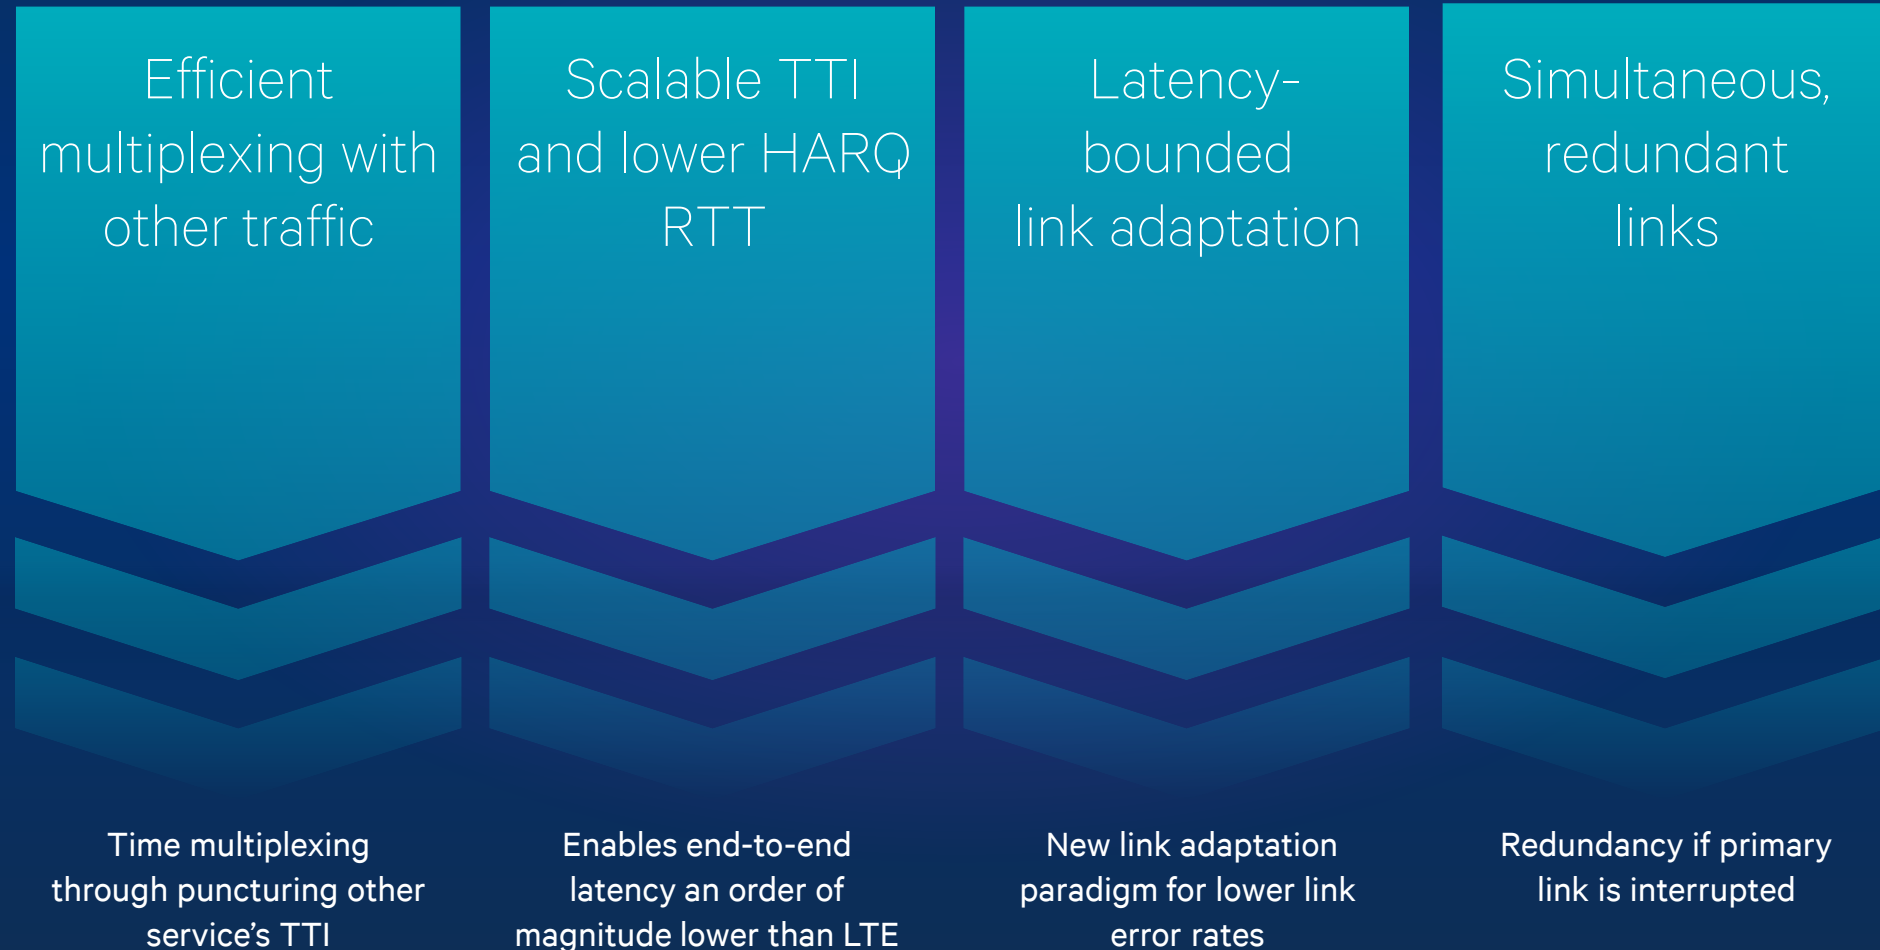 Efficient
multiplexing with
other traffic
Scalable TTI
and lower HARQ
RTT
Latency-
bounded
link adaptation
Simultaneous,
redundant
links
Time multiplexing
through puncturing other
service’s TTI
Enables end-to-end
latency an order of
magnitude lower than LTE
New link adaptation
paradigm for lower link
error rates
Redundancy if primary
link is interrupted